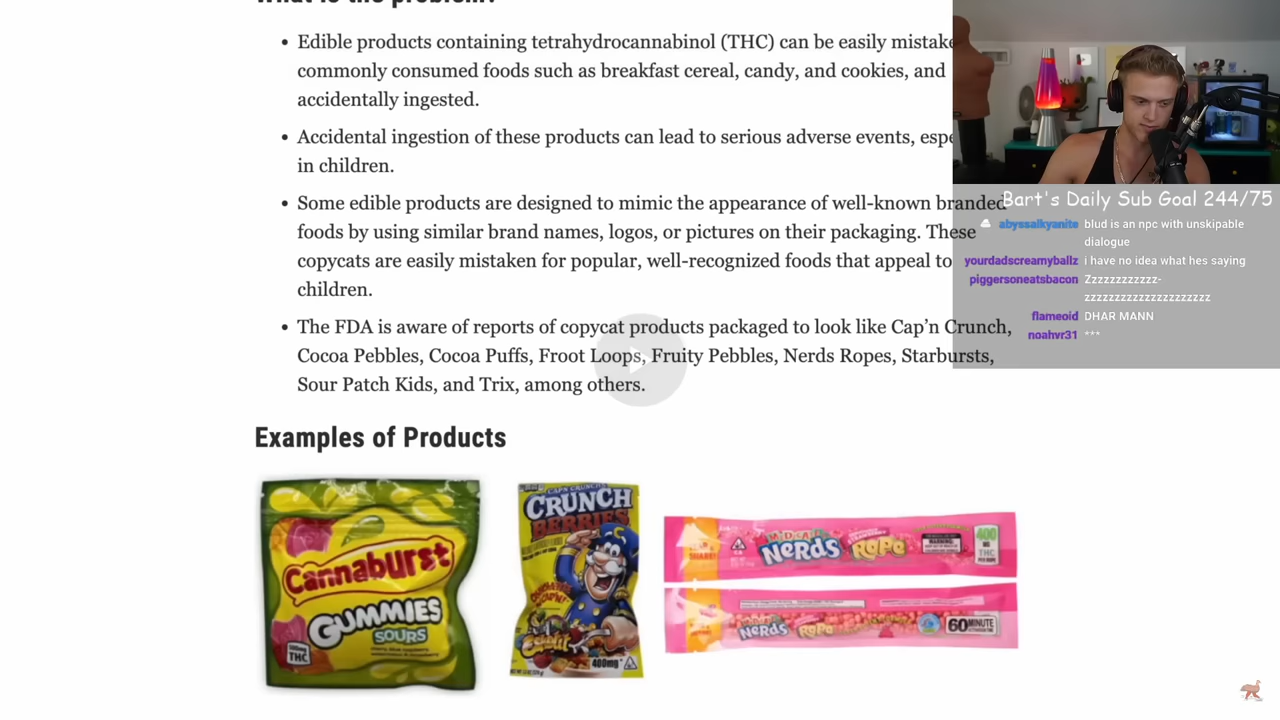 What is the problem?
• Edible products containing tetrahydrocannabinol (THC) can be easily mistake
commonly consumed foods such as breakfast cereal, candy, and cookies, and
accidentally ingested.
• Accidental ingestion of these products can lead to serious adverse events, espe
in children.
• Some edible products are designed to mimic the appearance of well-known branded
foods by using similar brand names, logos, or pictures on their packaging. These
copycats are easily mistaken for popular, well-recognized foods that appeal to
children.
• The FDA is aware of reports of copycat products packaged to look like Cap’n Crunch,
Cocoa Pebbles, Cocoa Puffs, Froot Loops, Fruity Pebbles, Nerds Ropes, Starbursts,
Sour Patch Kids, and Trix, among others.
Examples of Products
Cannaburst
GUMMIES
SOURS
THC
CRUNCH
BERRIES
400mg
NERDS ROPE
400
MG
THC
NERDS ROPE
60 MINUTE
Bart's Daily Sub Goal 244/75
abyssalkyanite blud is an npc with unskipable
dialogue
yourdadscreamyballz i have no idea what hes saying
piggersoneatsbacon Zzzzzzzzzzzz-
zzzzzzzzzzzzzzzzzzzzz
flameoid DHAR MANN
noahvr31 ***